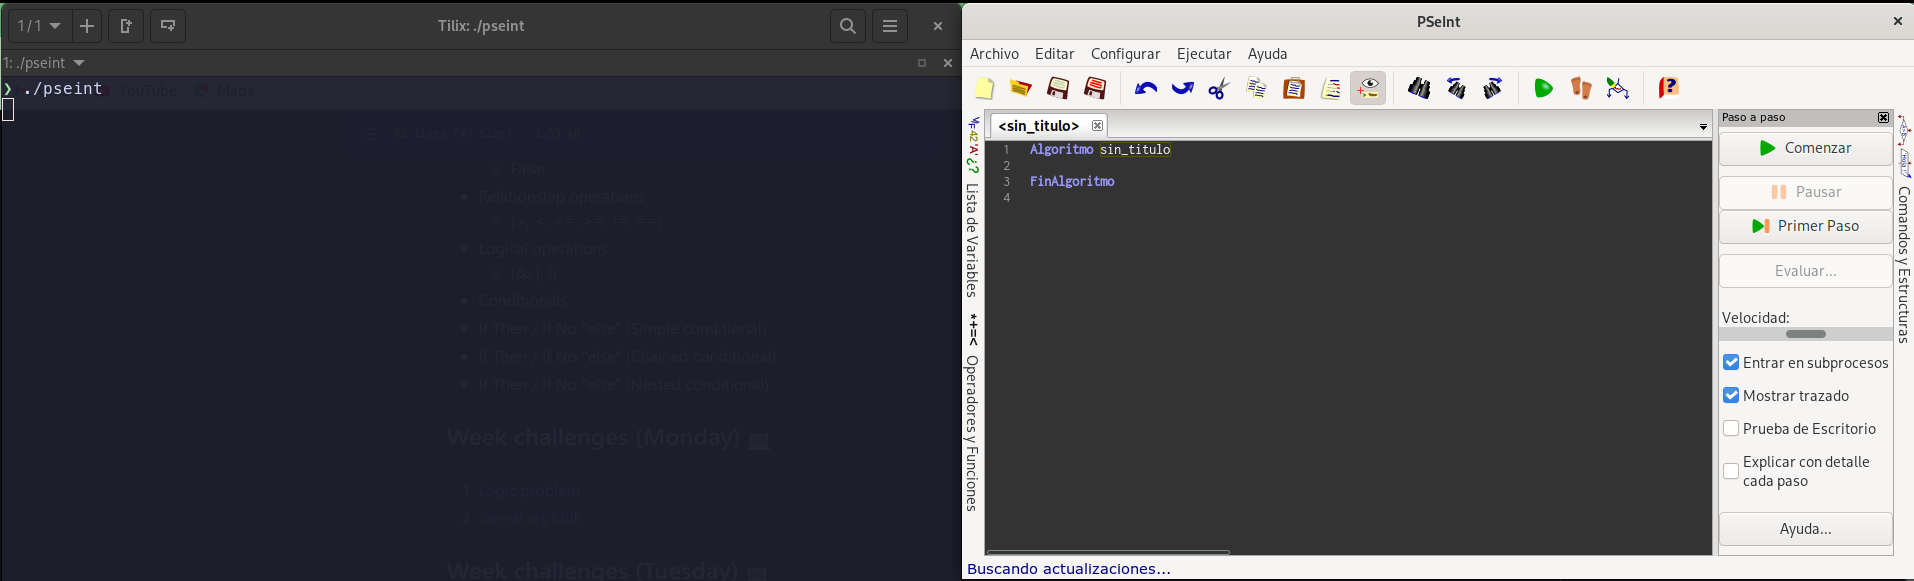 1 / 1
Tilix: ./pseint
1: ./pseint
❯ ./pseint
YouTube
Maps
62 lines (49 sloc) 1.53 KB
False
Relationship operations
(>, <, <=, >=, !=, ==)
Logical operations
(&, |, !)
Conditionals
If Then / If No "else" (Simple conditional)
If Then / If No "else" (Chained conditional)
If Then / If No "else" (Nested conditional)
Week challenges (Monday)
1. Logic problem
2. Cereal vrs Milk
Week challenges (Tuesday)
PSeInt
Archivo Editar Configurar Ejecutar Ayuda
<sin_titulo>
1 Algoritmo sin_titulo
2
3 FinAlgoritmo
4
Lista de Variables
*+=<
Operadores y Funciones
Paso a paso
Comenzar
Pausar
Primer Paso
Evaluar...
Velocidad:
Entrar en subprocesos
Mostrar trazado
Prueba de Escritorio
Explicar con detalle
cada paso
Ayuda...
Comandos y Estructuras
Buscando actualizaciones...